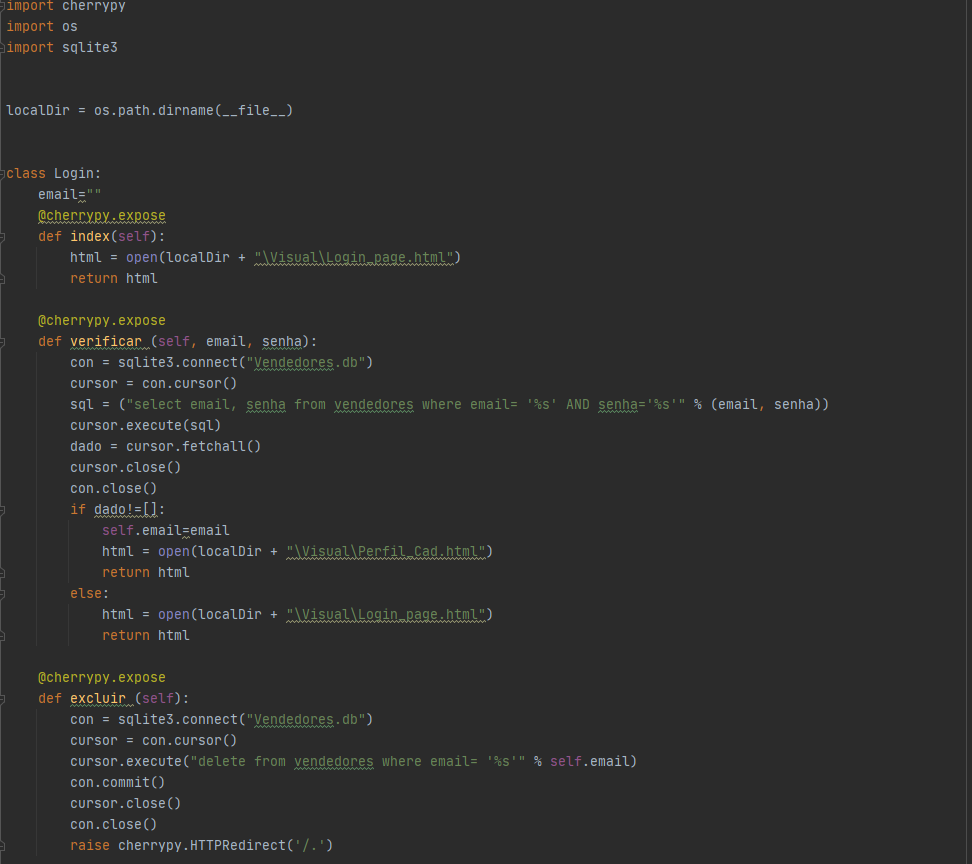 import cherrypy
import os
import sqlite3
localDir = os.path.dirname(__file__)
class Login:
email=""
@cherrypy.expose
def index(self):
html = open(localDir + "\Visual\Login_page.html")
return html
@cherrypy.expose
def verificar (self, email, senha):
con = sqlite3.connect("Vendedores.db")
cursor = con.cursor()
sql = ("select email, senha from vendedores where email= '%s' AND senha='%s'" % (email, senha))
cursor.execute(sql)
dado = cursor.fetchall()
cursor.close()
con.close()
if dado!=[]:
self.email=email
html = open(localDir + "\Visual\Perfil_Cad.html")
return html
else:
html = open(localDir + "\Visual\Login_page.html")
return html
@cherrypy.expose
def excluir (self):
con = sqlite3.connect("Vendedores.db")
cursor = con.cursor()
cursor.execute("delete from vendedores where email= '%s'" % self.email)
con.commit()
cursor.close()
con.close()
raise cherrypy.HTTPRedirect('/.')